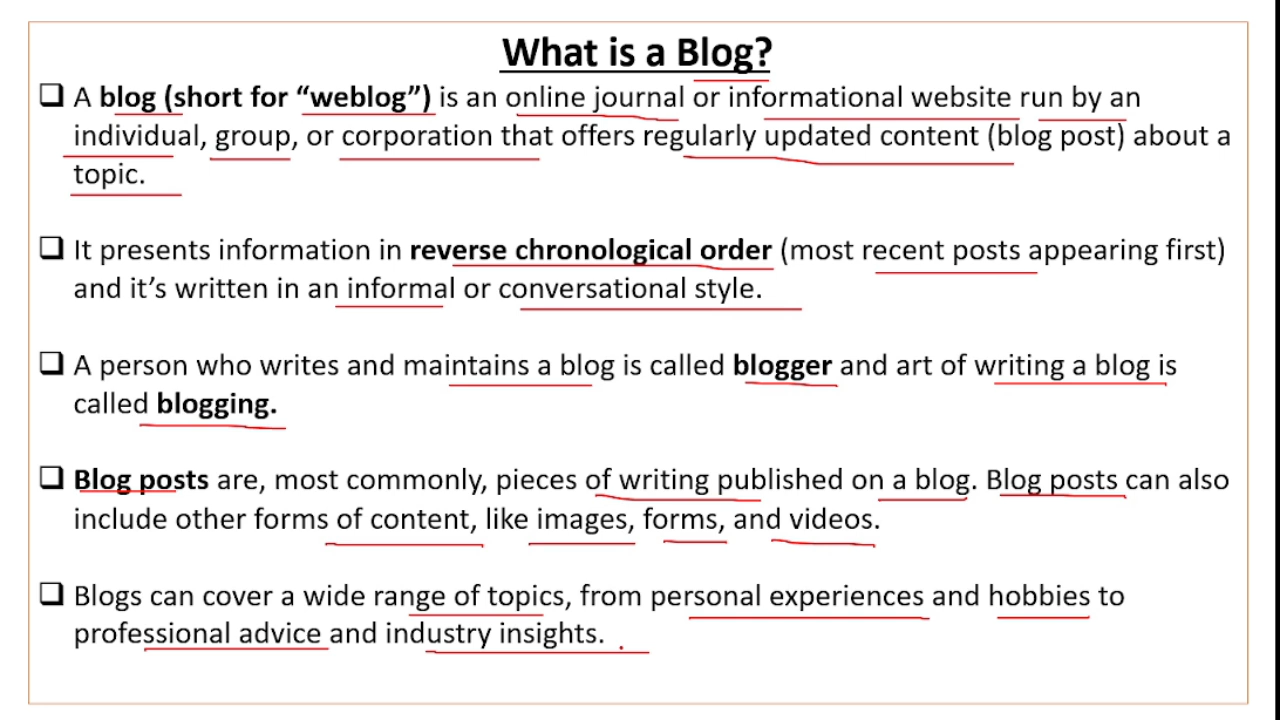 What is a Blog?
❑ A blog (short for “weblog”) is an online journal or informational website run by an
individual, group, or corporation that offers regularly updated content (blog post) about a
topic.
❑ It presents information in reverse chronological order (most recent posts appearing first)
and it’s written in an informal or conversational style.
❑ A person who writes and maintains a blog is called blogger and art of writing a blog is
called blogging.
❑ Blog posts are, most commonly, pieces of writing published on a blog. Blog posts can also
include other forms of content, like images, forms, and videos.
❑ Blogs can cover a wide range of topics, from personal experiences and hobbies to
professional advice and industry insights.